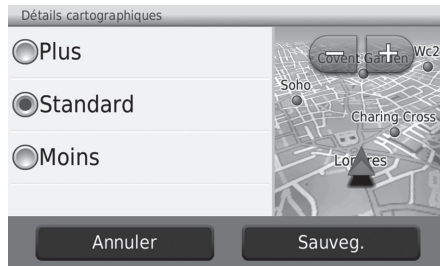 Détails cartographiques
Plus
Standard
Moins
Covent Garden
Wc2
Soho
Charing Cross
Londres
Annuler
Sauveg.